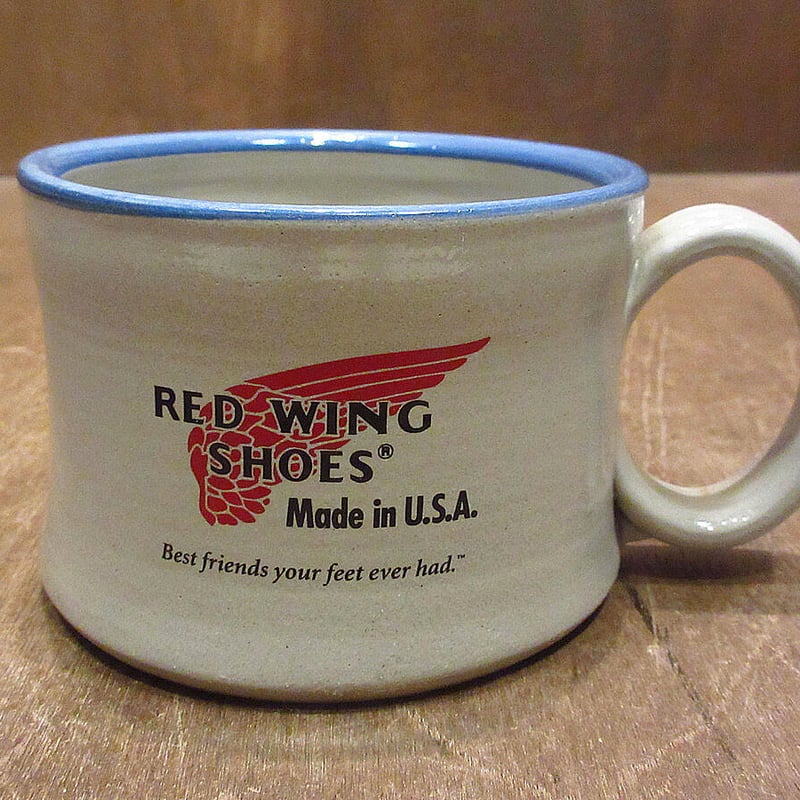 RED WING
SHOES®
Made in U.S.A.
Best friends your feet ever had.™